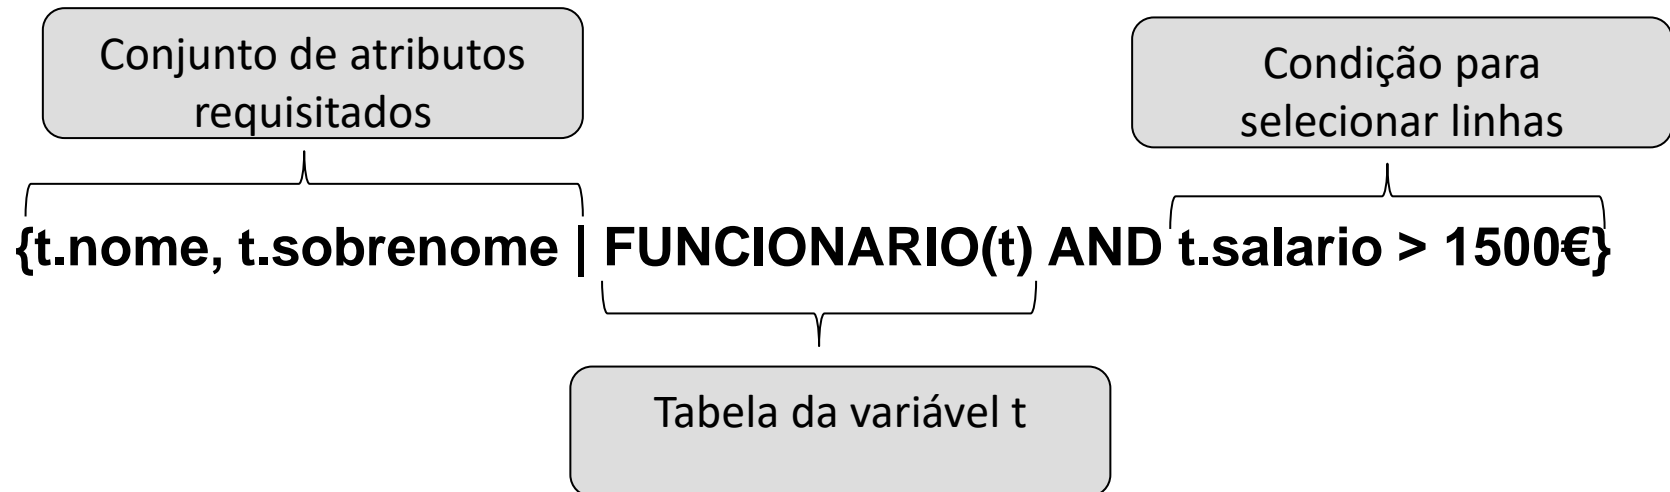 Conjunto de atributos
requisitados
Condição para
selecionar linhas
{t.nome, t.sobrenome | FUNCIONARIO(t) AND t.salario > 1500€}
Tabela da variável t